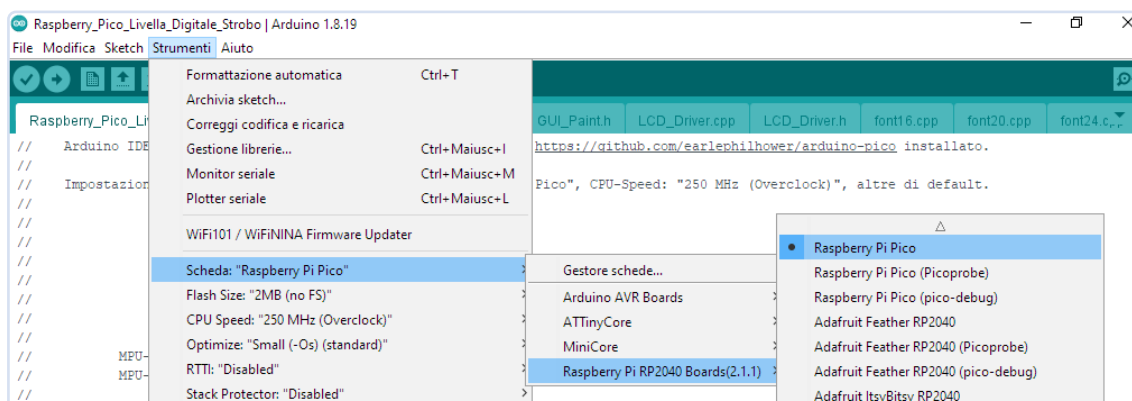 Raspberry_Pico_Livella_Digitale_Strobo | Arduino 1.8.19
File Modifica Sketch Strumenti Aiuto
Raspberry_Pico_Li
GUI_Paint.h LCD_Driver.cpp LCD_Driver.h font16.cpp font20.cpp font24.c
// Arduino IDE https://github.com/earlephilhower/arduino-pico installato.
//
// Impostazion Pico", CPU-Speed: "250 MHz (Overclock)", altre di default.
//
//
//
//
//
//
//
//
// MPU-
// MPU-
//
Formattazione automatica Ctrl+T
Archivia sketch...
Correggi codifica e ricarica
Gestione librerie... Ctrl+Maiusc+I
Monitor seriale Ctrl+Maiusc+M
Plotter seriale Ctrl+Maiusc+L
WiFi101 / WiFiNINA Firmware Updater
Scheda: "Raspberry Pi Pico"
Flash Size: "2MB (no FS)"
CPU Speed: "250 MHz (Overclock)"
Optimize: "Small (-Os) (standard)"
RTTI: "Disabled"
Stack Protector: "Disabled"
Gestore schede...
Arduino AVR Boards
ATTinyCore
MiniCore
Raspberry Pi RP2040 Boards(2.1.1)
Raspberry Pi Pico
Raspberry Pi Pico (Picoprobe)
Raspberry Pi Pico (pico-debug)
Adafruit Feather RP2040
Adafruit Feather RP2040 (Picoprobe)
Adafruit Feather RP2040 (pico-debug)
Adafruit ItsyBitsy RP2040